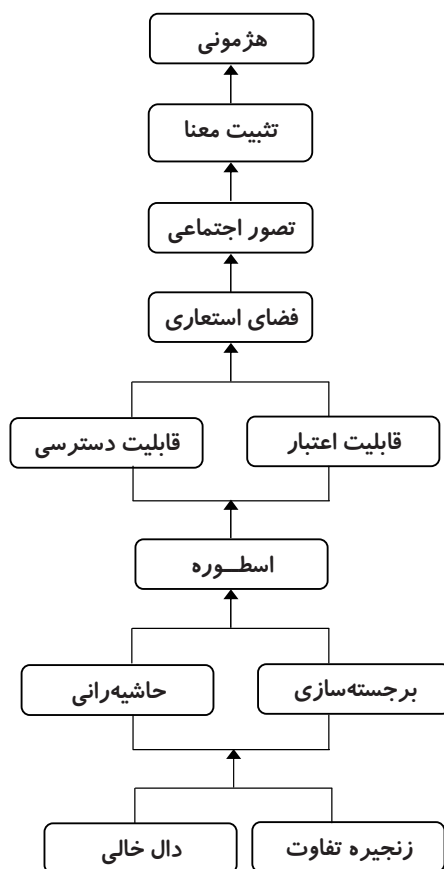 هژمونی
تثبیت معنا
تصور اجتماعی
فضای استعاری
قابلیت اعتبار
قابلیت دسترسی
اسطــوره
برجسته‌سازی
حاشیه‌رانی
زنجیره تفاوت
دال خالی